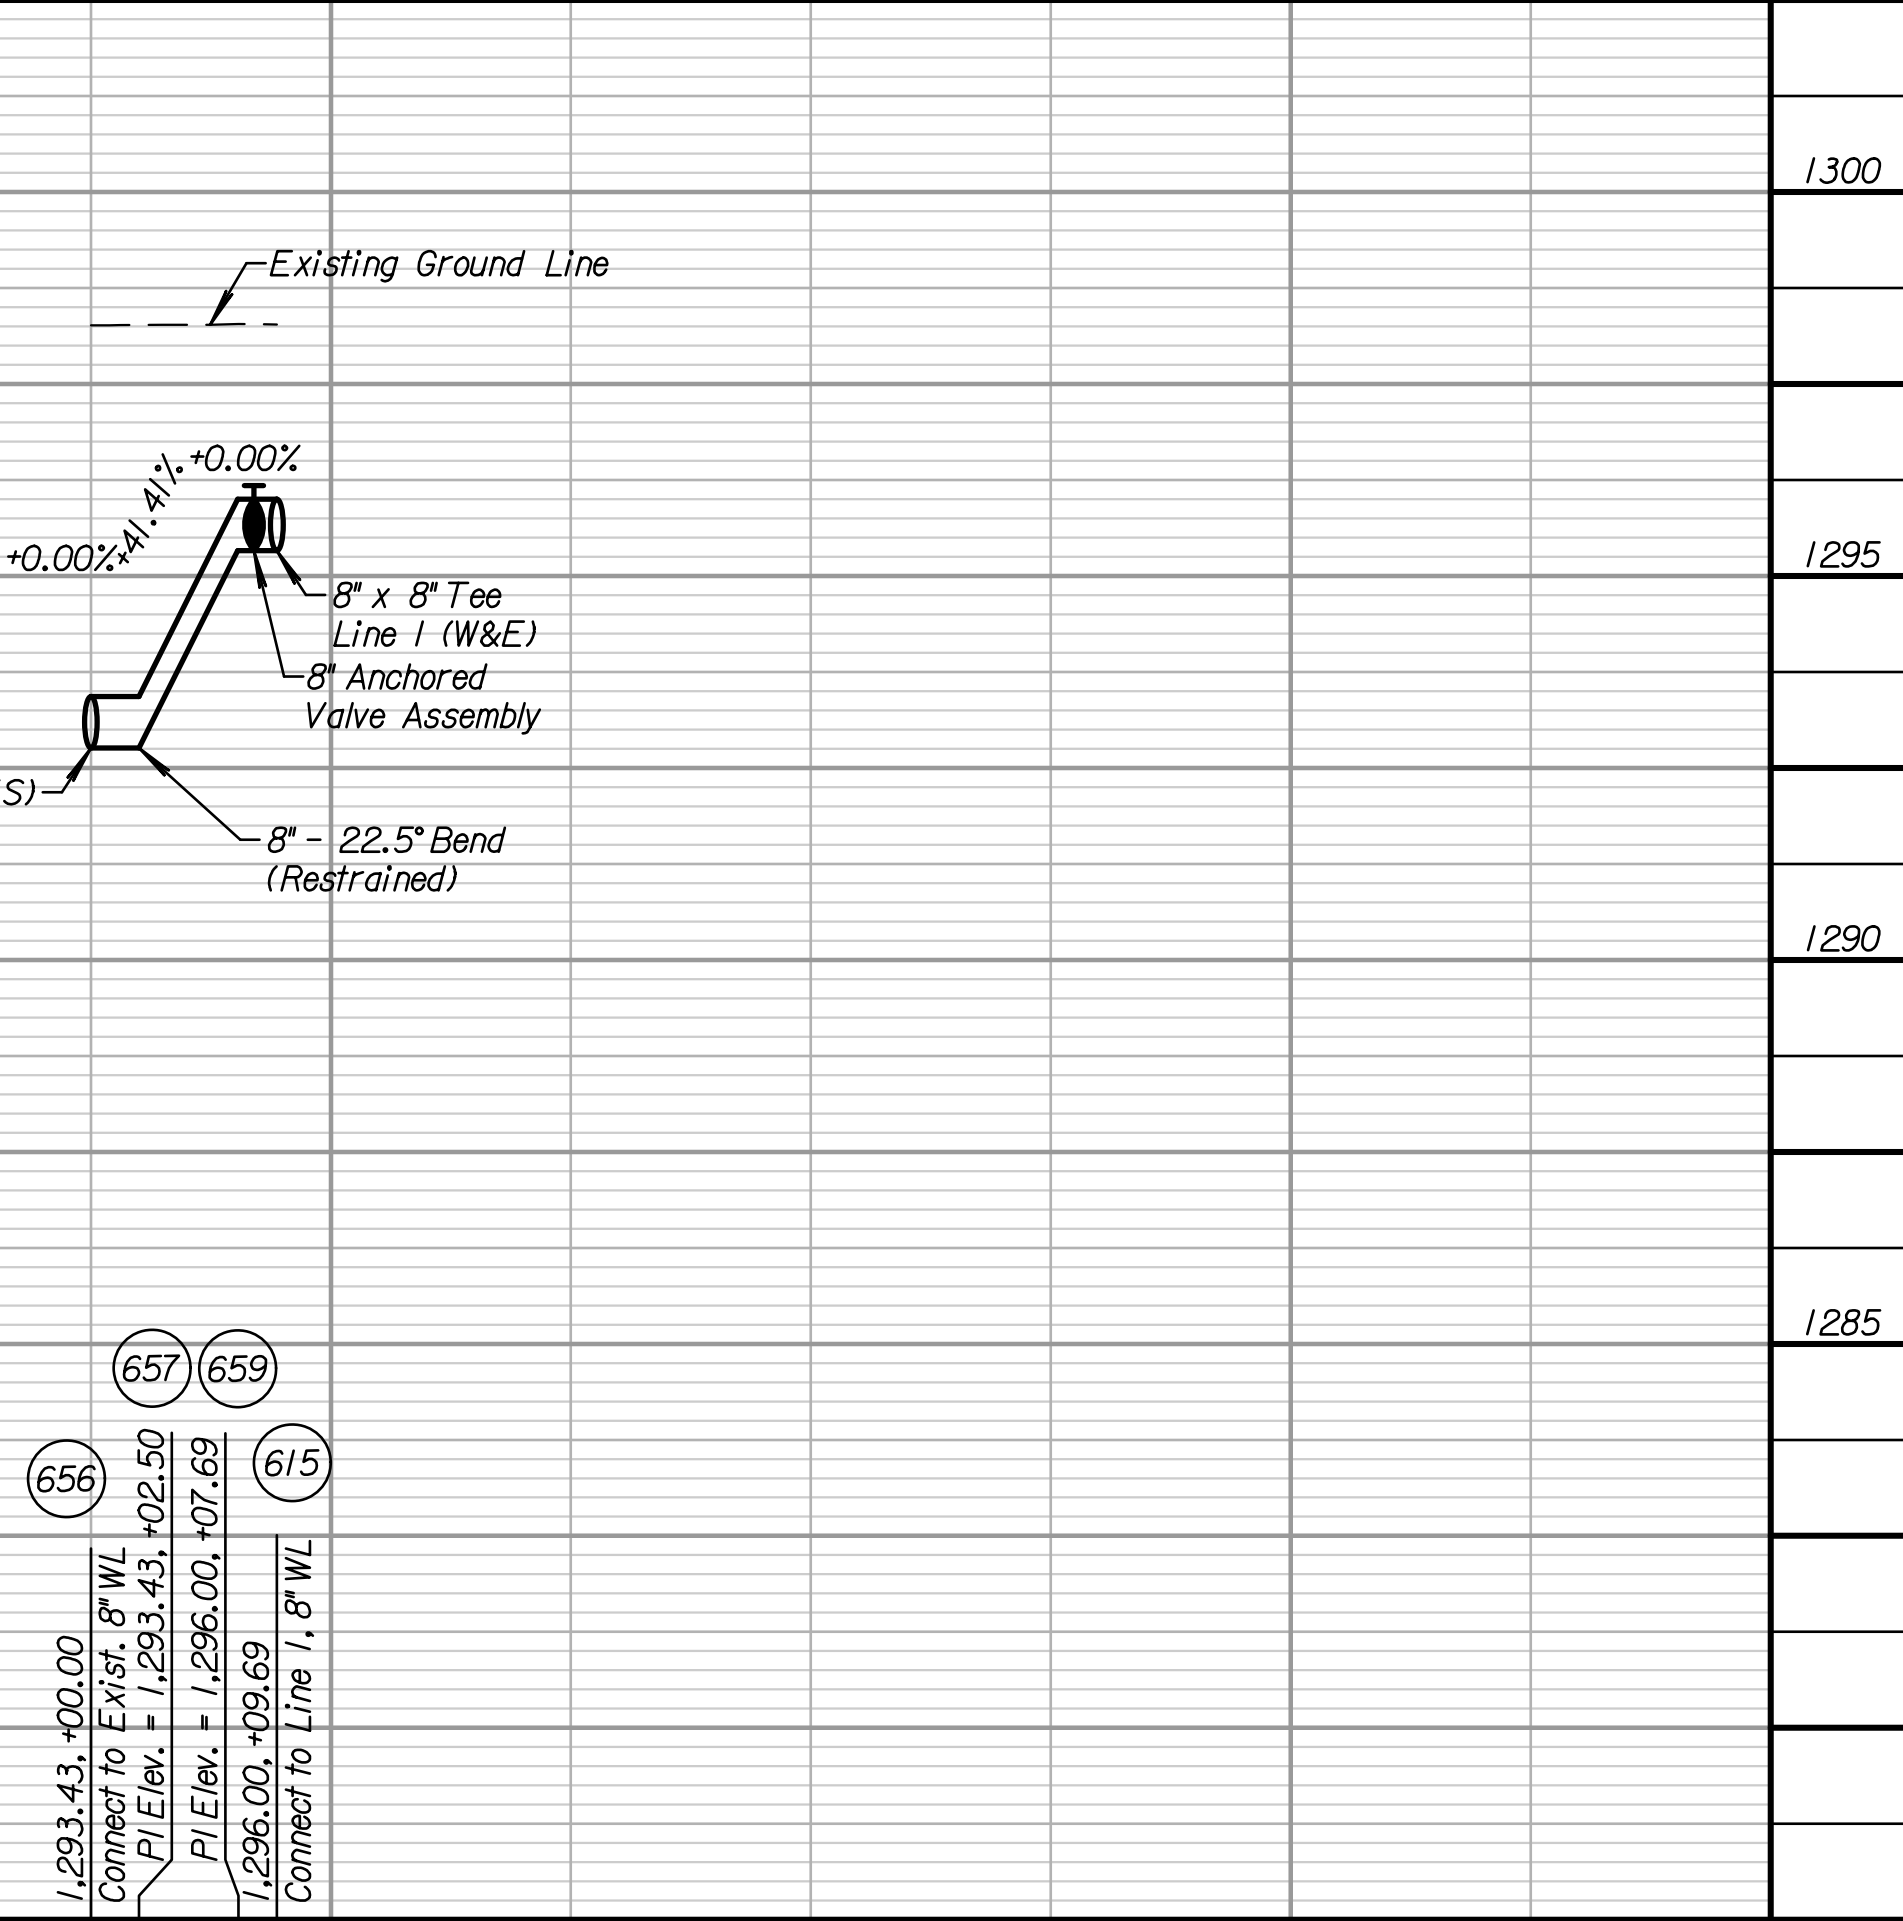 1300
Existing Ground Line
+0.00%
+41.41%
+0.00%
1295
8" x 8" Tee
Line 1 (W&E)
8" Anchored
Valve Assembly
S)
8" - 22.5° Bend
(Restrained)
1290
1285
657
659
656
615
1,293.43, +00.00
Connect to Exist. 8" WL
PI Elev. = 1,293.43, +02.50
PI Elev. = 1,296.00, +07.69
1,296.00, +09.69
Connect to Line 1, 8" WL